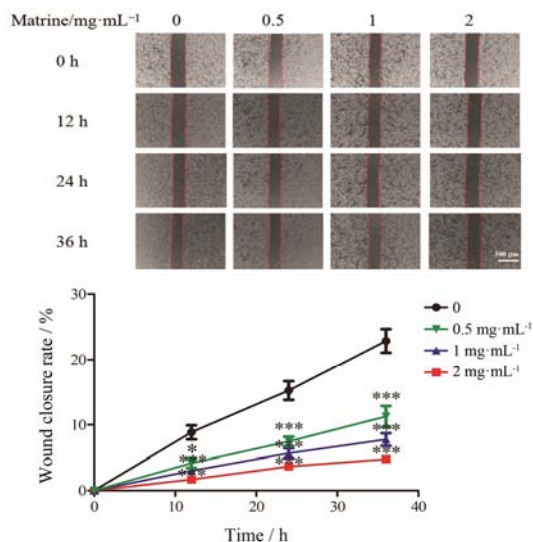 Matrine/mg·mL⁻¹ 0 0.5 1 2
0 h
12 h
24 h
36 h
Wound closure rate / %
30
20
10
0
0 10 20 30 40
Time / h
0
0.5 mg·mL⁻¹
1 mg·mL⁻¹
2 mg·mL⁻¹
*
***
***
***
***
***
***
***
***